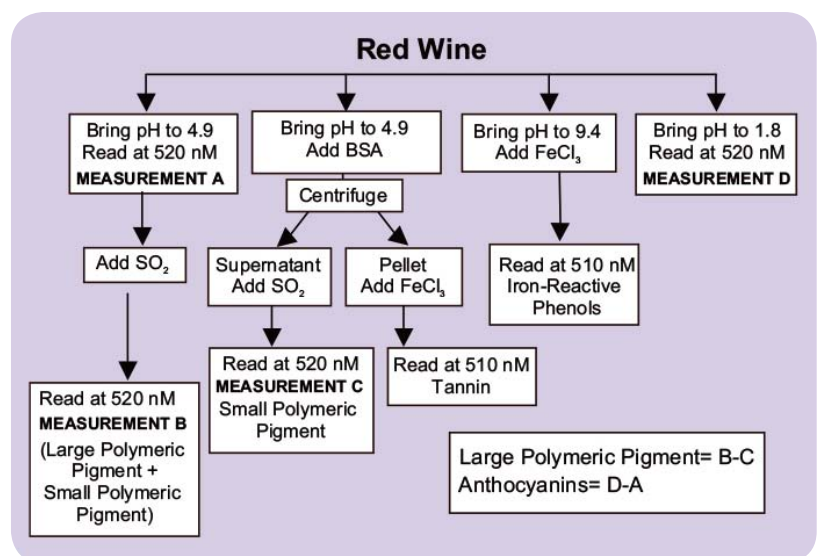 Red Wine
Bring pH to 4.9
Read at 520 nM
MEASUREMENT A
Add SO₂
Read at 520 nM
MEASUREMENT B
(Large Polymeric
Pigment +
Small Polymeric
Pigment)
Bring pH to 4.9
Add BSA
Centrifuge
Supernatant
Add SO₂
Read at 520 nM
MEASUREMENT C
Small Polymeric
Pigment
Pellet
Add FeCl₃
Read at 510 nM
Tannin
Bring pH to 9.4
Add FeCl₃
Read at 510 nM
Iron-Reactive
Phenols
Bring pH to 1.8
Read at 520 nM
MEASUREMENT D
Large Polymeric Pigment= B-C
Anthocyanins= D-A